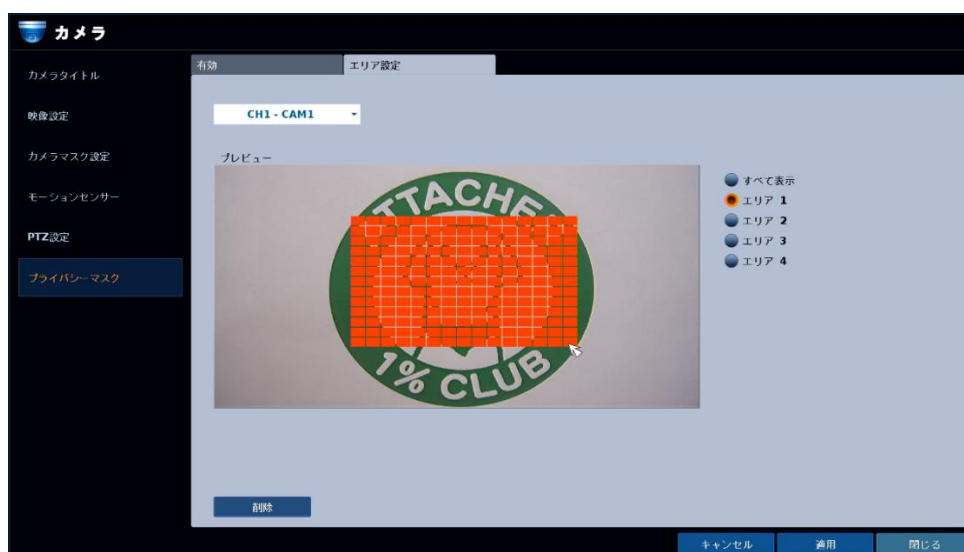 カメラ
カメラタイトル
映像設定
カメラマスク設定
モーションセンサー
PTZ設定
プライバシーマスク
有効
エリア設定
CH1 - CAM1
プレビュー
TTACHE
1% CLUB
すべて表示
エリア 1
エリア 2
エリア 3
エリア 4
削除
キャンセル
適用
閉じる